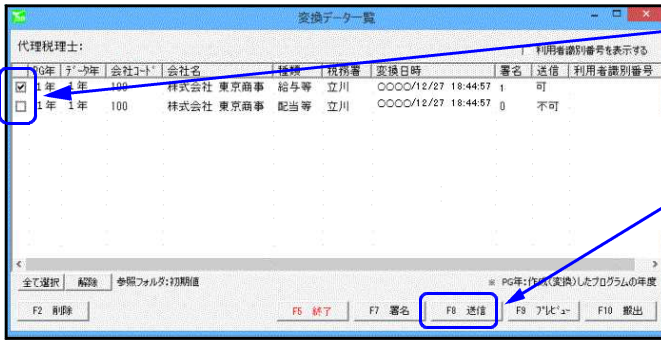 変換データ一覧
代理税理士:
利用者識別番号を表示する
PG年 データ年 会社コード 会社名 種類 税務署 変換日時 署名 送信 利用者識別番号
1年 1年 100 株式会社 東京商事 給与等 立川 〇〇〇〇/12/27 18:44:57 1 可
1年 1年 100 株式会社 東京商事 配当等 立川 〇〇〇〇/12/27 18:44:57 0 不可
全て選択 解除 参照フォルダ:初期値 ※ PG年:作成(変換)したプログラムの年度
F2 削除 F5 終了 F7 署名 F8 送信 F9 プレビュー F10 搬出